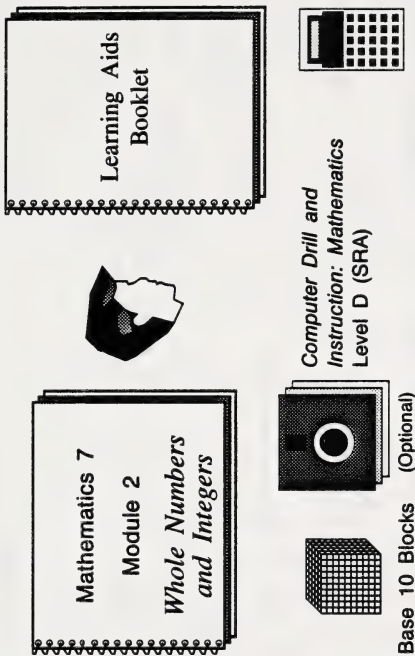 Mathematics 7
Module 2
Whole Numbers
and Integers
Learning Aids
Booklet
Base 10 Blocks
(Optional)
Computer Drill and
Instruction: Mathematics
Level D (SRA)